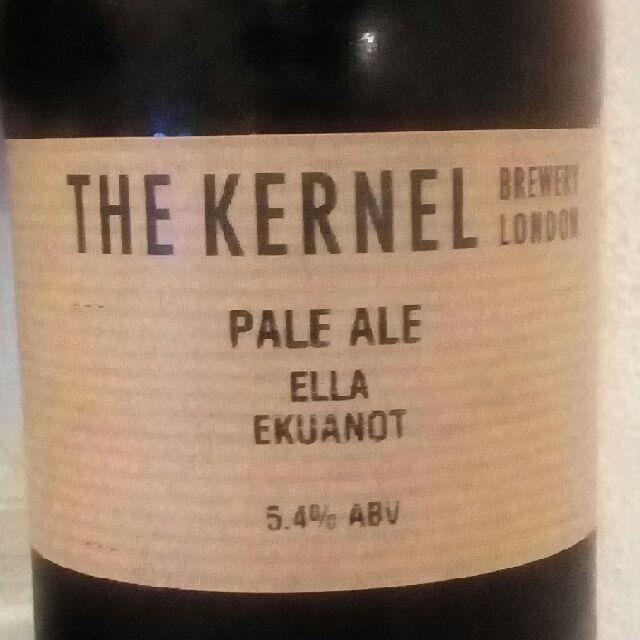 THE KERNEL BREWERY LONDON
PALE ALE
ELLA
EKUANOT
5.4% ABV